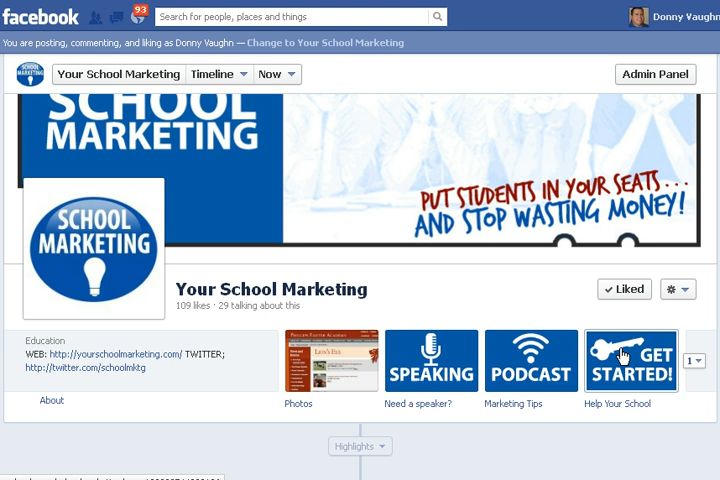 facebook
93
Search for people, places and things
Donny Vaughn
You are posting, commenting, and liking as Donny Vaughn — Change to Your School Marketing
SCHOOL MARKETING
Your School Marketing
Timeline
Now
Admin Panel
SCHOOL
MARKETING
PUT STUDENTS IN YOUR SEATS...
AND STOP WASTING MONEY!
SCHOOL
MARKETING
Your School Marketing
109 likes · 29 talking about this
Liked
Education
WEB: http://yourschoolmarketing.com/ TWITTER;
http://twitter.com/schoolmktg
About
SPEAKING
PODCAST
GET
STARTED!
1
Photos
Need a speaker?
Marketing Tips
Help Your School
Highlights